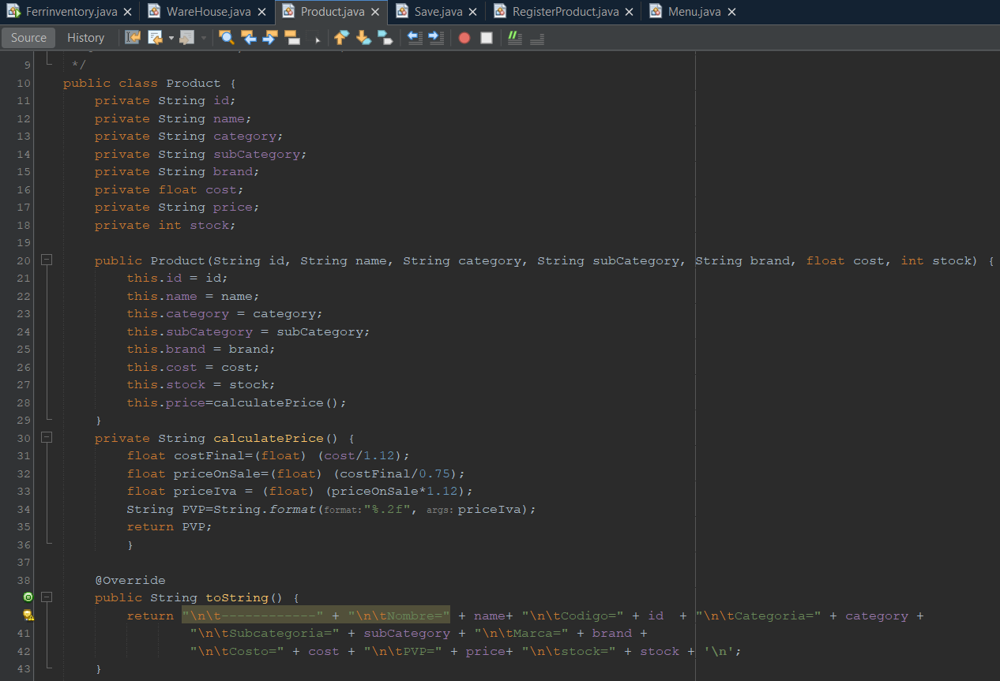 Ferrinventory.java WareHouse.java Product.java Save.java RegisterProduct.java Menu.java
Source History
9 */
10 public class Product {
11 private String id;
12 private String name;
13 private String category;
14 private String subCategory;
15 private String brand;
16 private float cost;
17 private String price;
18 private int stock;
19
20 public Product(String id, String name, String category, String subCategory, String brand, float cost, int stock) {
21 this.id = id;
22 this.name = name;
23 this.category = category;
24 this.subCategory = subCategory;
25 this.brand = brand;
26 this.cost = cost;
27 this.stock = stock;
28 this.price=calculatePrice();
29 }
30 private String calculatePrice() {
31 float costFinal=(float) (cost/1.12);
32 float priceOnSale=(float) (costFinal/0.75);
33 float priceIva = (float) (priceOnSale*1.12);
34 String PVP=String.format(format:"%.2f", args:priceIva);
35 return PVP;
36 }
37
38 @Override
public String toString() {
return "\n\t------------" + "\n\tNombre=" + name+ "\n\tCodigo=" + id + "\n\tCategoria=" + category +
41 "\n\tSubcategoria=" + subCategory + "\n\tMarca=" + brand +
42 "\n\tCosto=" + cost + "\n\tPVP=" + price+ "\n\tstock=" + stock + '\n';
43 }